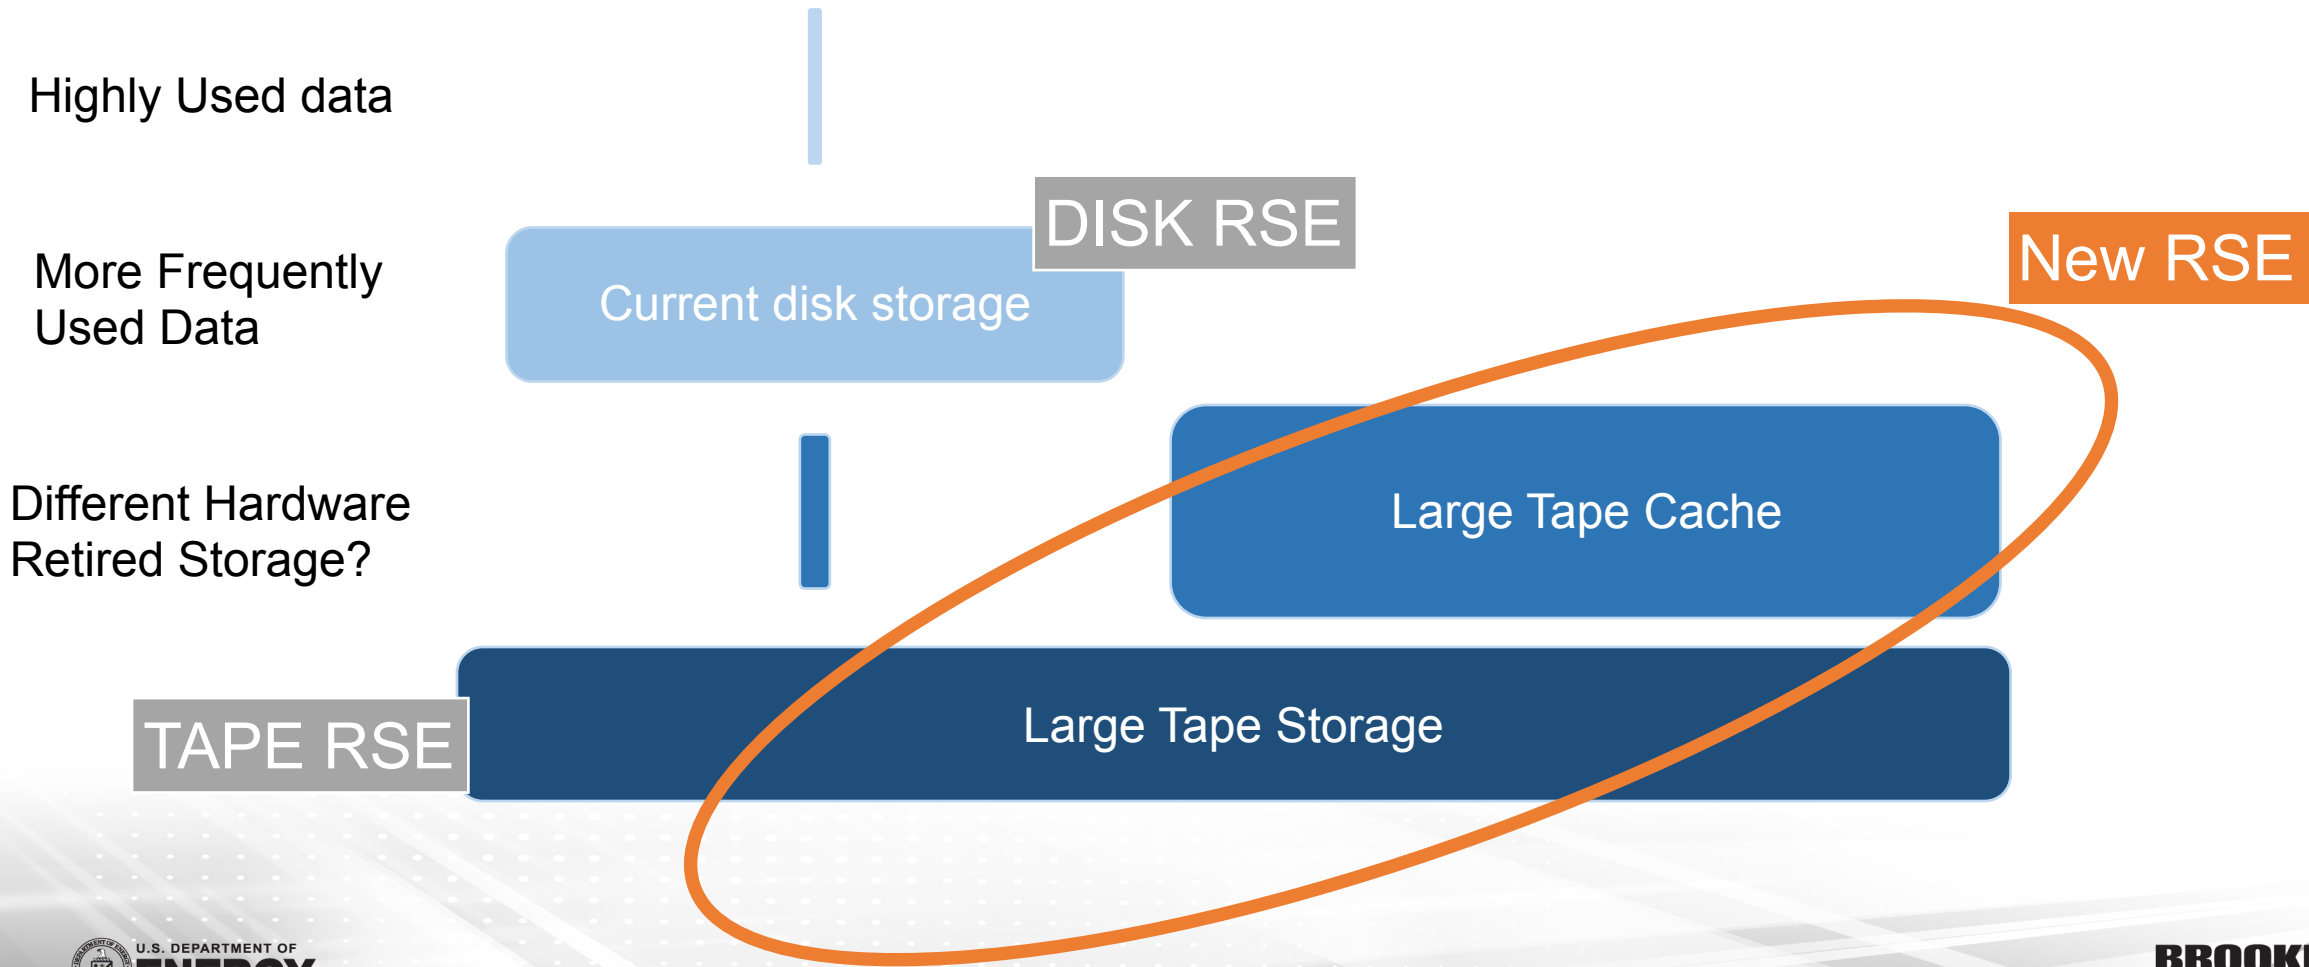 Highly Used data
DISK RSE
New RSE
More Frequently
Used Data
Current disk storage
Different Hardware
Retired Storage?
Large Tape Cache
TAPE RSE
Large Tape Storage
U.S. DEPARTMENT OF